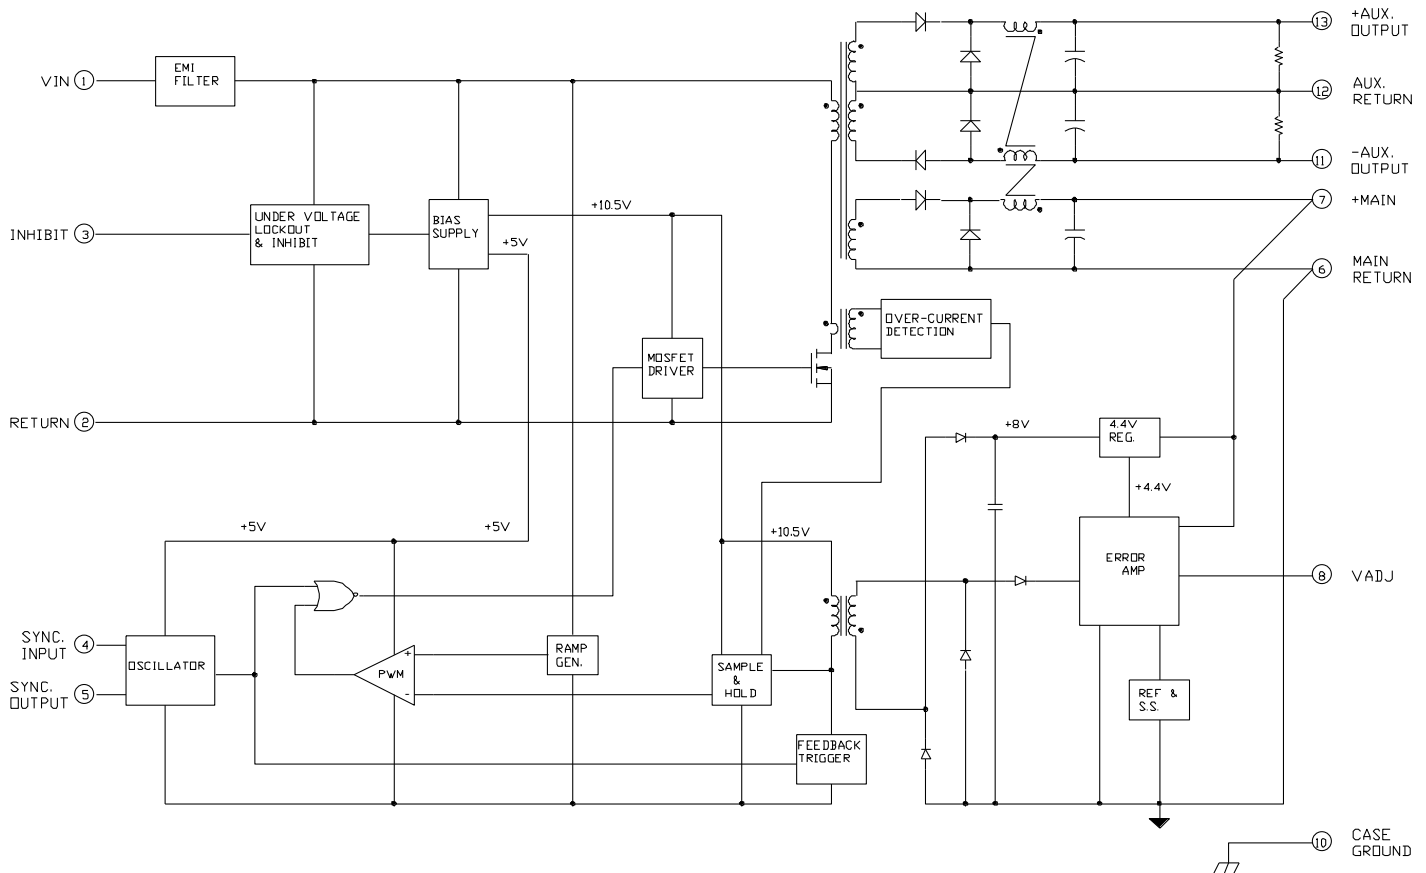 13
+AUX.
OUTPUT
EMI
FILTER
VIN
1
12
AUX.
RETURN
11
-AUX.
OUTPUT
+10.5V
7
+MAIN
UNDER VOLTAGE
LOCKOUT
& INHIBIT
BIAS
SUPPLY
INHIBIT
3
+5V
6
MAIN
RETURN
OVER-CURRENT
DETECTION
MOSFET
DRIVER
RETURN
2
+8V
4.4V
REG.
+4.4V
+5V
+5V
+10.5V
ERROR
AMP
8
VADJ
SYNC.
INPUT
4
OSCILLATOR
+
PWM
-
RAMP
GEN.
SAMPLE
&
HOLD
SYNC.
OUTPUT
5
REF &
S.S.
FEEDBACK
TRIGGER
10
CASE
GROUND